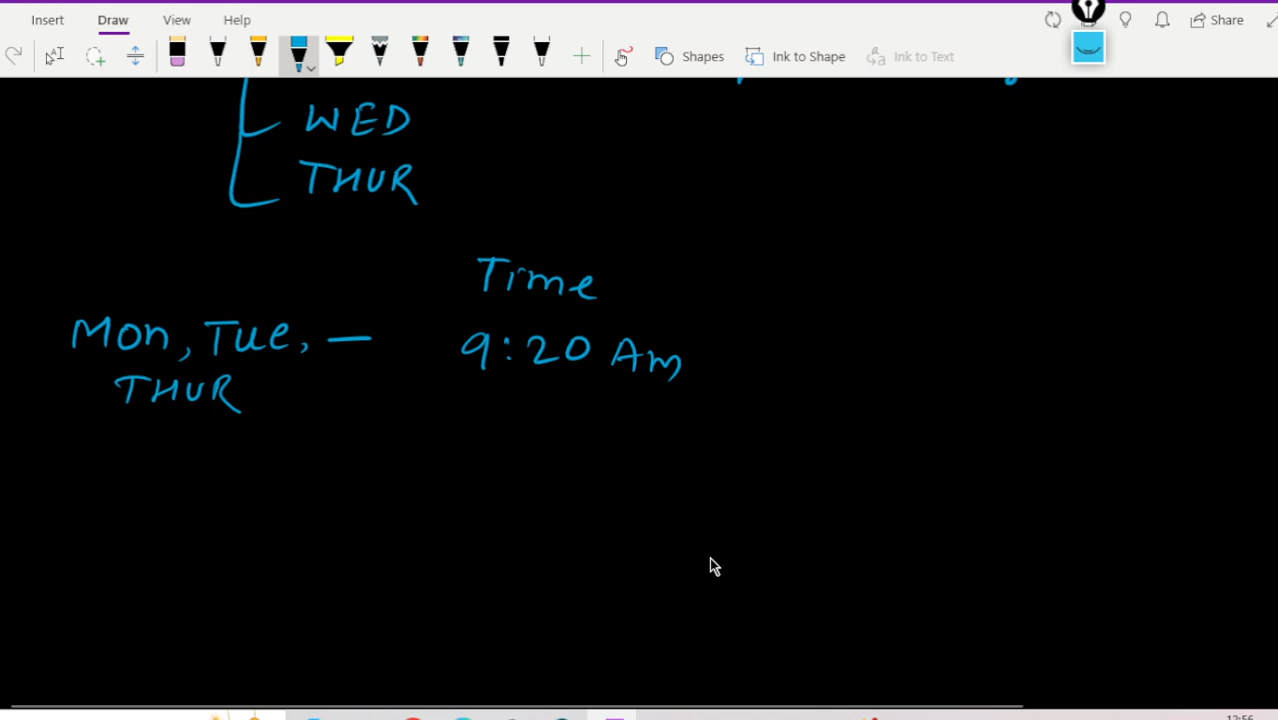 Insert Draw View Help Share
Shapes Ink to Shape Ink to Text
WED
THUR
Time
Mon, Tue, — 9:20 Am
THUR